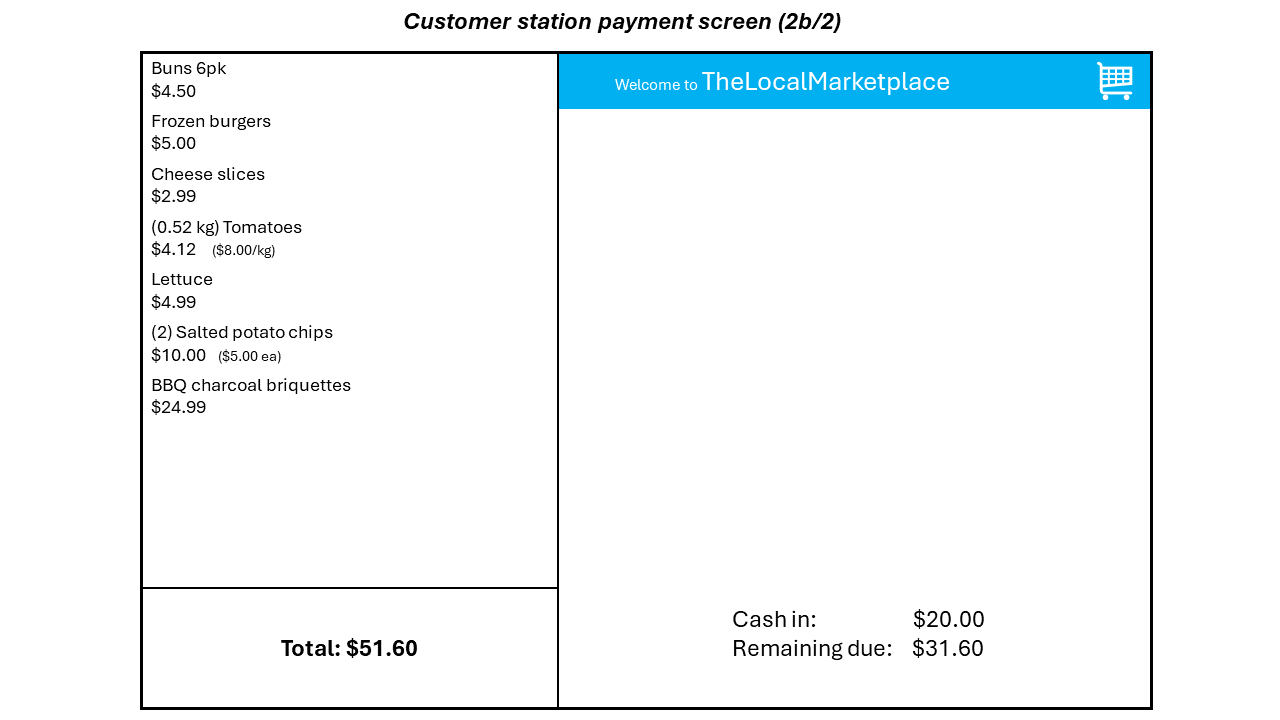 Customer station payment screen (2b/2)
Buns 6pk
$4.50
Frozen burgers
$5.00
Cheese slices
$2.99
(0.52 kg) Tomatoes
$4.12 ($8.00/kg)
Lettuce
$4.99
(2) Salted potato chips
$10.00 ($5.00 ea)
BBQ charcoal briquettes
$24.99
Total: $51.60
Welcome to TheLocalMarketplace
Cash in: $20.00
Remaining due: $31.60